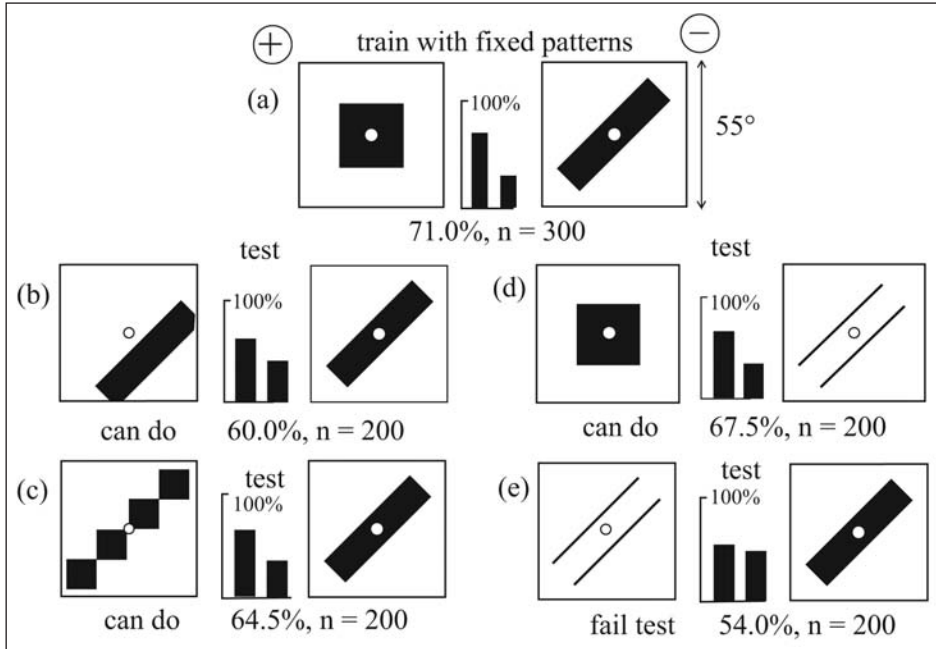 + train with fixed patterns −
(a) 100% 55°
71.0%, n = 300
test
(b) 100%
can do 60.0%, n = 200
test
(d) 100%
can do 67.5%, n = 200
test
(c) 100%
can do 64.5%, n = 200
test
(e) 100%
fail test 54.0%, n = 200